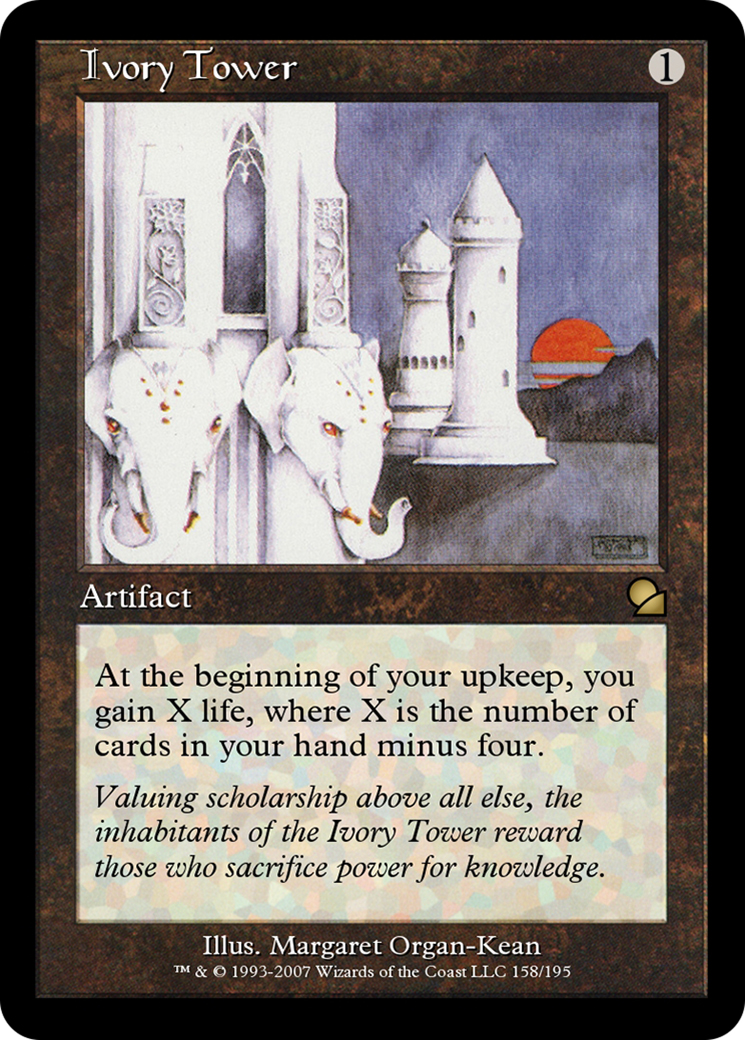 Ivory Tower
1
Artifact
At the beginning of your upkeep, you
gain X life, where X is the number of
cards in your hand minus four.
Valuing scholarship above all else, the
inhabitants of the Ivory Tower reward
those who sacrifice power for knowledge.
Illus. Margaret Organ-Kean
™ & © 1993-2007 Wizards of the Coast LLC 158/195